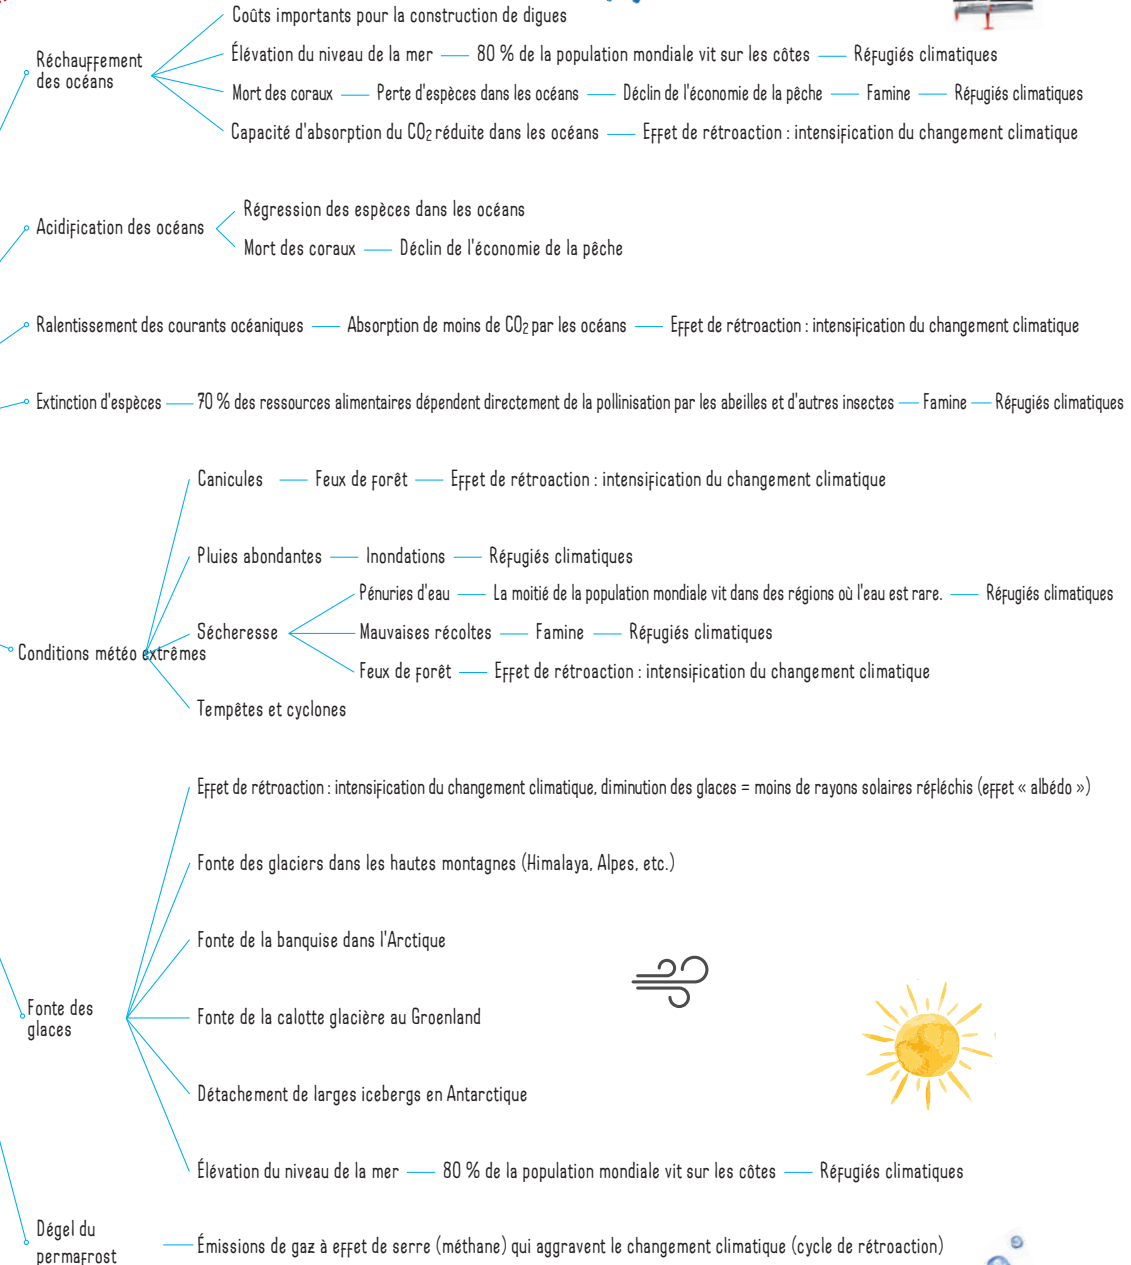 Coûts importants pour la construction de digues
Réchauffement
des océans
Élévation du niveau de la mer 80 % de la population mondiale vit sur les côtes Réfugiés climatiques
Mort des coraux Perte d'espèces dans les océans Déclin de l'économie de la pêche Famine Réfugiés climatiques
Capacité d'absorption du CO2 réduite dans les océans Effet de rétroaction : intensification du changement climatique
Acidification des océans
Régression des espèces dans les océans
Mort des coraux Déclin de l'économie de la pêche
Ralentissement des courants océaniques Absorption de moins de CO2 par les océans Effet de rétroaction : intensification du changement climatique
Extinction d'espèces 70 % des ressources alimentaires dépendent directement de la pollinisation par les abeilles et d'autres insectes Famine Réfugiés climatiques
Conditions météo extrêmes
Canicules Feux de forêt Effet de rétroaction : intensification du changement climatique
Pluies abondantes Inondations Réfugiés climatiques
Sécheresse
Pénuries d'eau La moitié de la population mondiale vit dans des régions où l'eau est rare. Réfugiés climatiques
Mauvaises récoltes Famine Réfugiés climatiques
Feux de forêt Effet de rétroaction : intensification du changement climatique
Tempêtes et cyclones
Fonte des
glaces
Effet de rétroaction : intensification du changement climatique, diminution des glaces = moins de rayons solaires réfléchis (effet « albédo »)
Fonte des glaciers dans les hautes montagnes (Himalaya, Alpes, etc.)
Fonte de la banquise dans l'Arctique
Fonte de la calotte glacière au Groenland
Détachement de larges icebergs en Antarctique
Élévation du niveau de la mer 80 % de la population mondiale vit sur les côtes Réfugiés climatiques
Dégel du
permafrost
Émissions de gaz à effet de serre (méthane) qui aggravent le changement climatique (cycle de rétroaction)